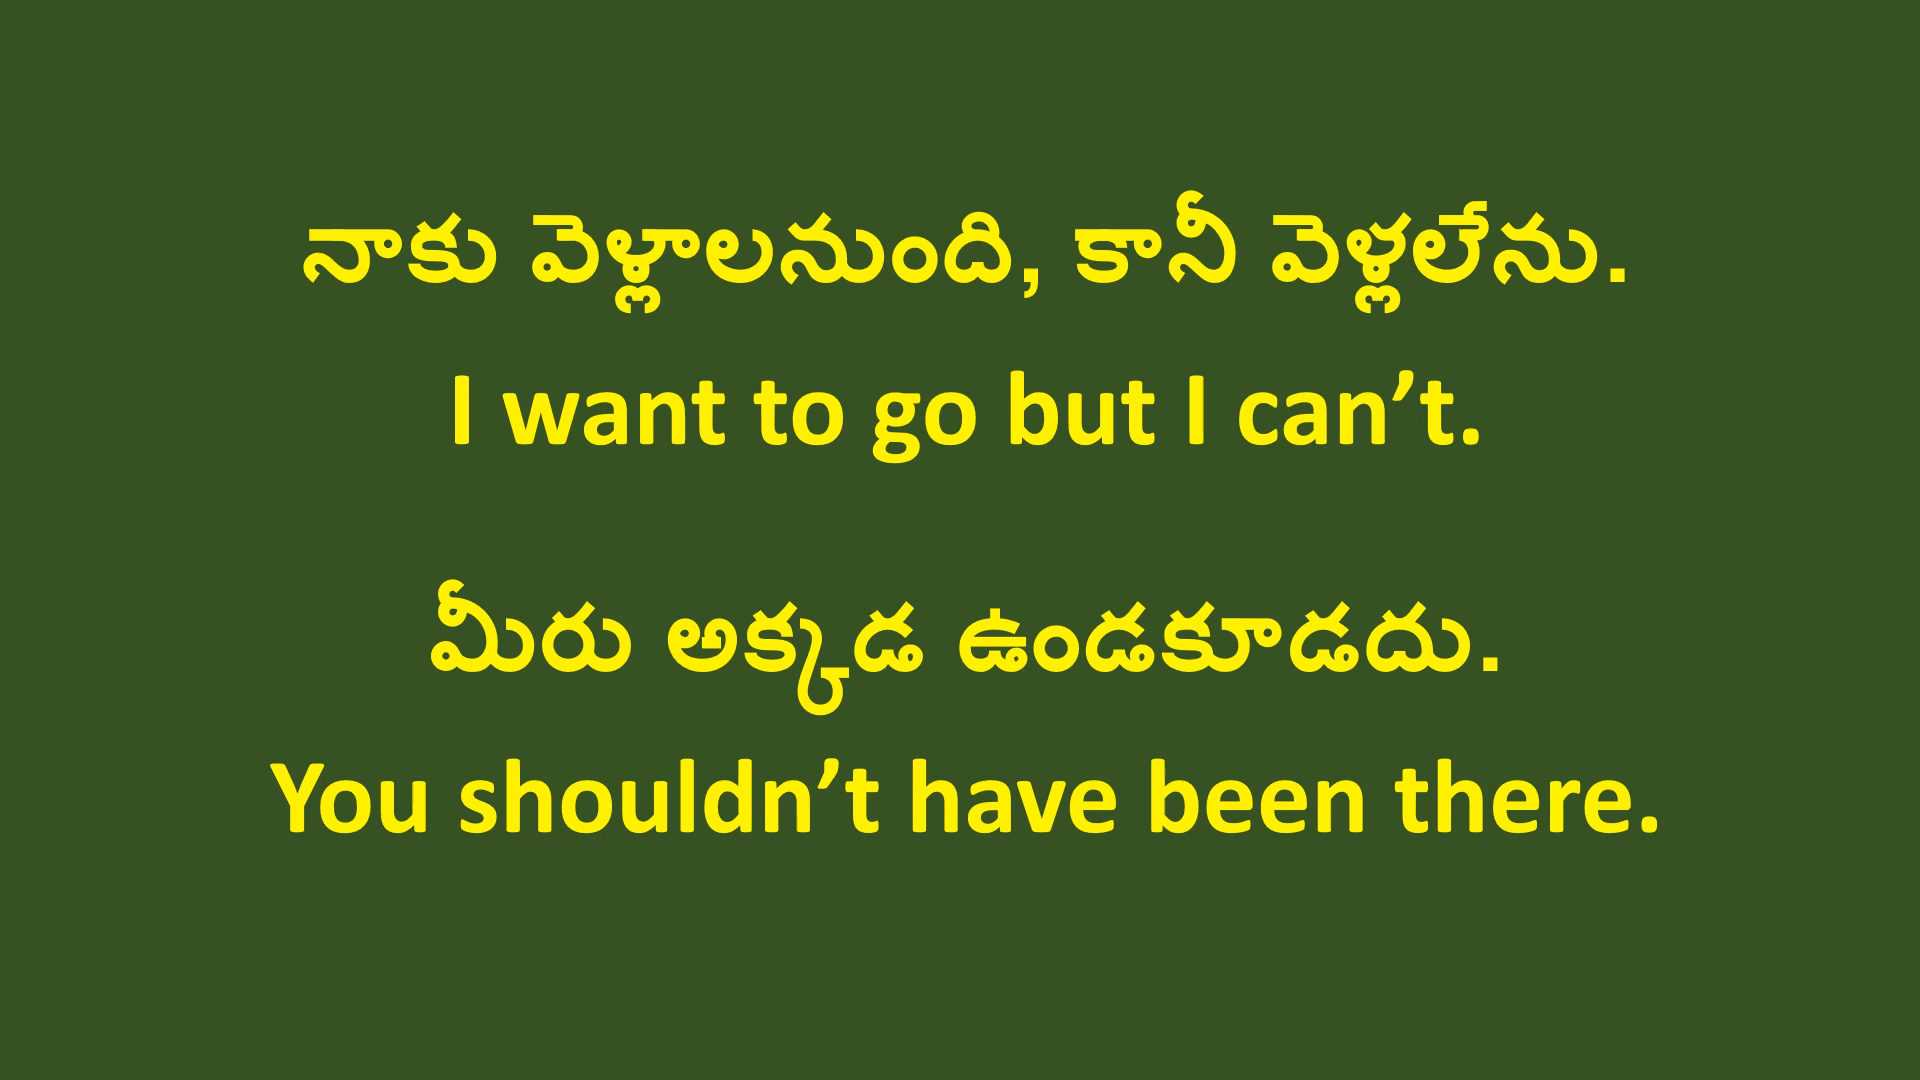 నాకు వెళ్లాలనుంది, కానీ వెళ్లలేను.
I want to go but I can’t.
మీరు అక్కడ ఉండకూడదు.
You shouldn’t have been there.